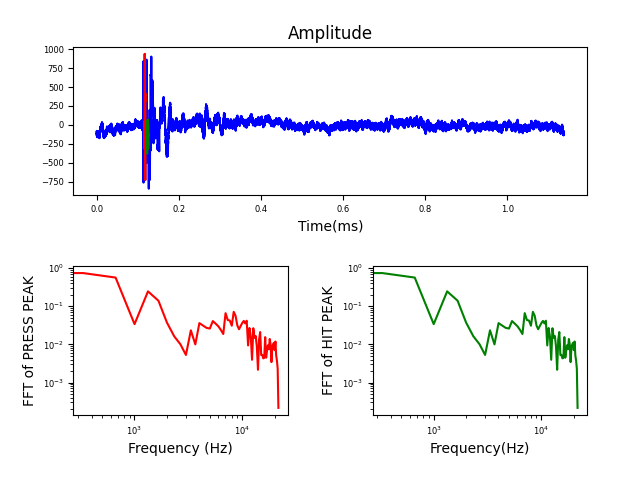 Amplitude
1000
750
500
250
0
−250
−500
−750
0.0 0.2 0.4 0.6 0.8 1.0
Time(ms)
FFT of PRESS PEAK
10⁰
10⁻¹
10⁻²
10⁻³
10³ 10⁴
Frequency (Hz)
FFT of HIT PEAK
10⁰
10⁻¹
10⁻²
10⁻³
10³ 10⁴
Frequency(Hz)